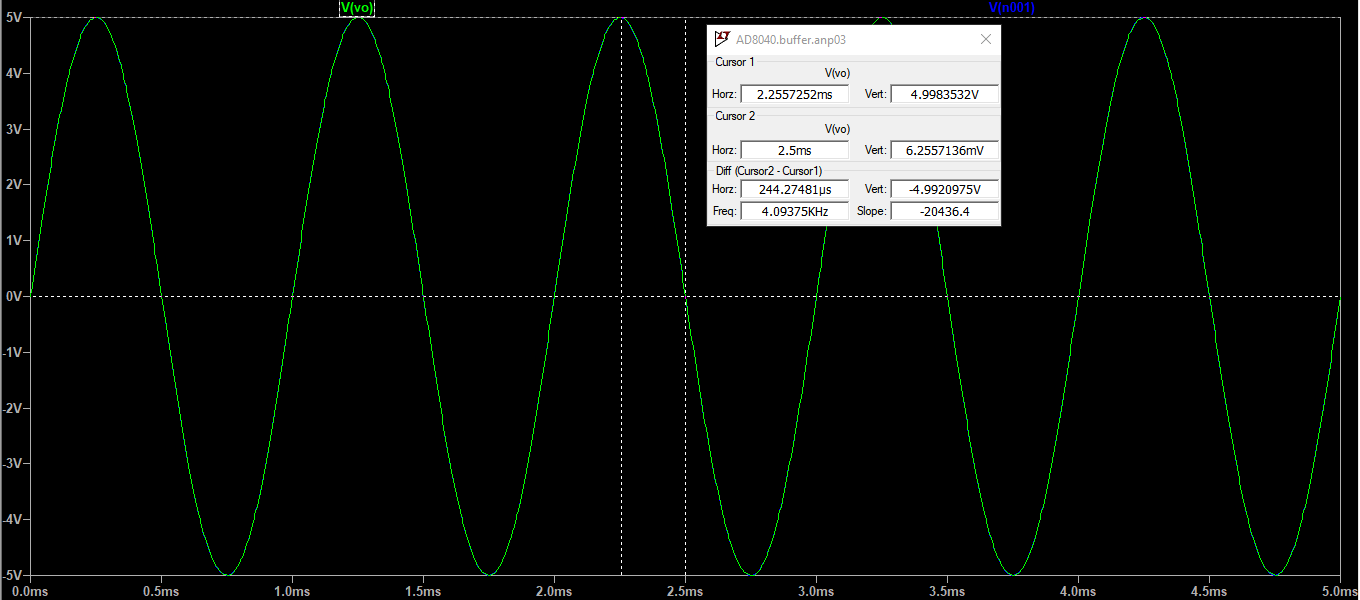 V(vo) V(n001)
5V
4V
3V
2V
1V
0V
-1V
-2V
-3V
-4V
-5V
0.0ms 0.5ms 1.0ms 1.5ms 2.0ms 2.5ms 3.0ms 3.5ms 4.0ms 4.5ms 5.0ms
AD8040.buffer.anp03
Cursor 1
V(vo)
Horz: 2.2557252ms Vert: 4.9983532V
Cursor 2
V(vo)
Horz: 2.5ms Vert: 6.2557136mV
Diff (Cursor2 - Cursor1)
Horz: 244.27481µs Vert: -4.9920975V
Freq: 4.09375KHz Slope: -20436.4